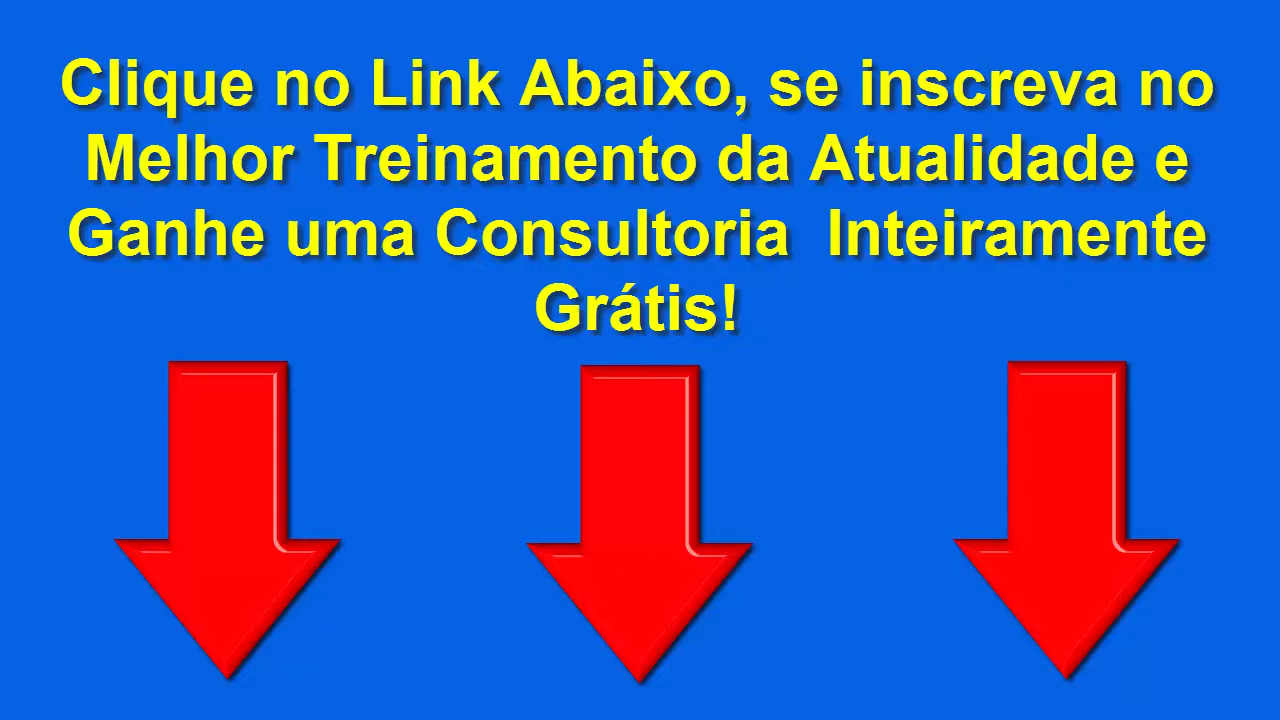 Clique no Link Abaixo, se inscreva no
Melhor Treinamento da Atualidade e
Ganhe uma Consultoria  Inteiramente
Grátis!